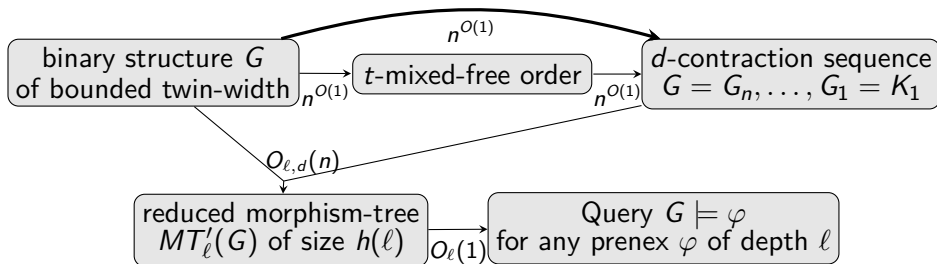 n^{O(1)}
binary structure G
of bounded twin-width
n^{O(1)}
t-mixed-free order
n^{O(1)}
d-contraction sequence
G = G_n, ..., G_1 = K_1
O_{ℓ,d}(n)
reduced morphism-tree
MT'_ℓ(G) of size h(ℓ)
O_ℓ(1)
Query G ⊨ φ
for any prenex φ of depth ℓ